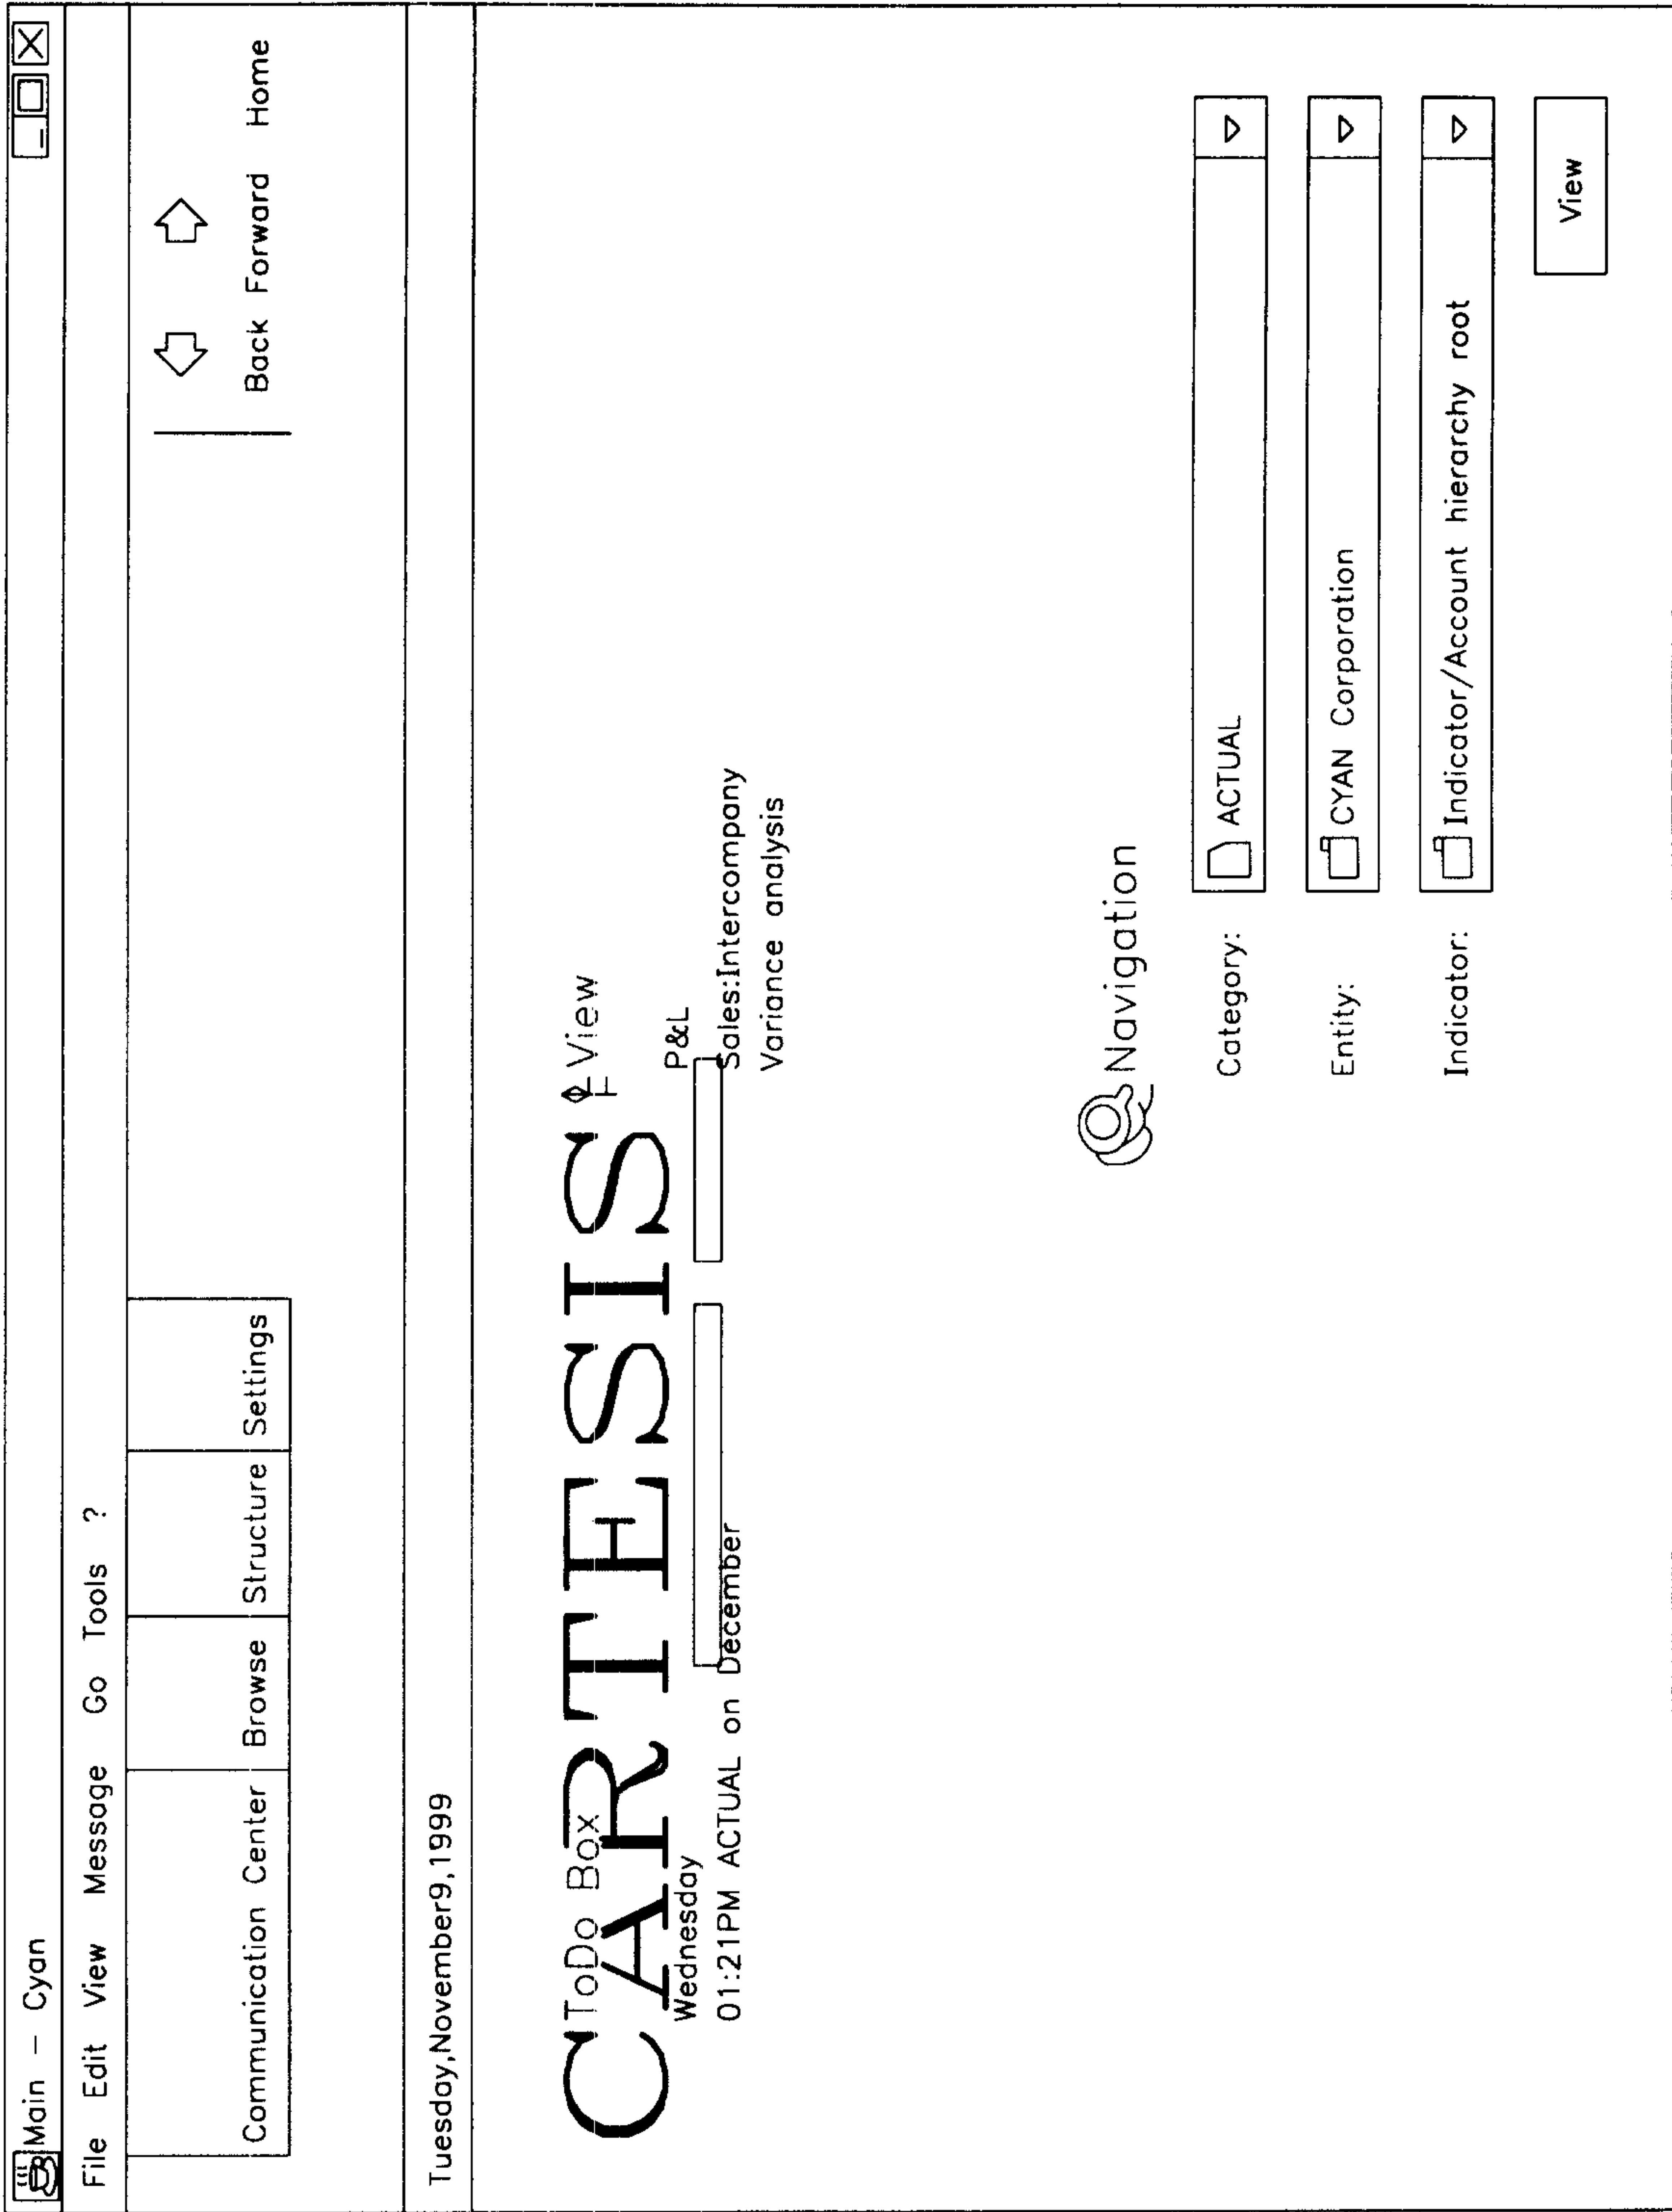 Main – Cyan
File Edit View Message Go Tools ?
Communication Center Browse Structure Settings Back Forward Home
Tuesday,November9,1999
CARTESIS
ToDo Box
Wednesday
01:21PM ACTUAL on December
View
P&L
Sales:Intercompany
Variance analysis
Navigation
Category: ACTUAL
Entity: CYAN Corporation
Indicator: Indicator/Account hierarchy root
View